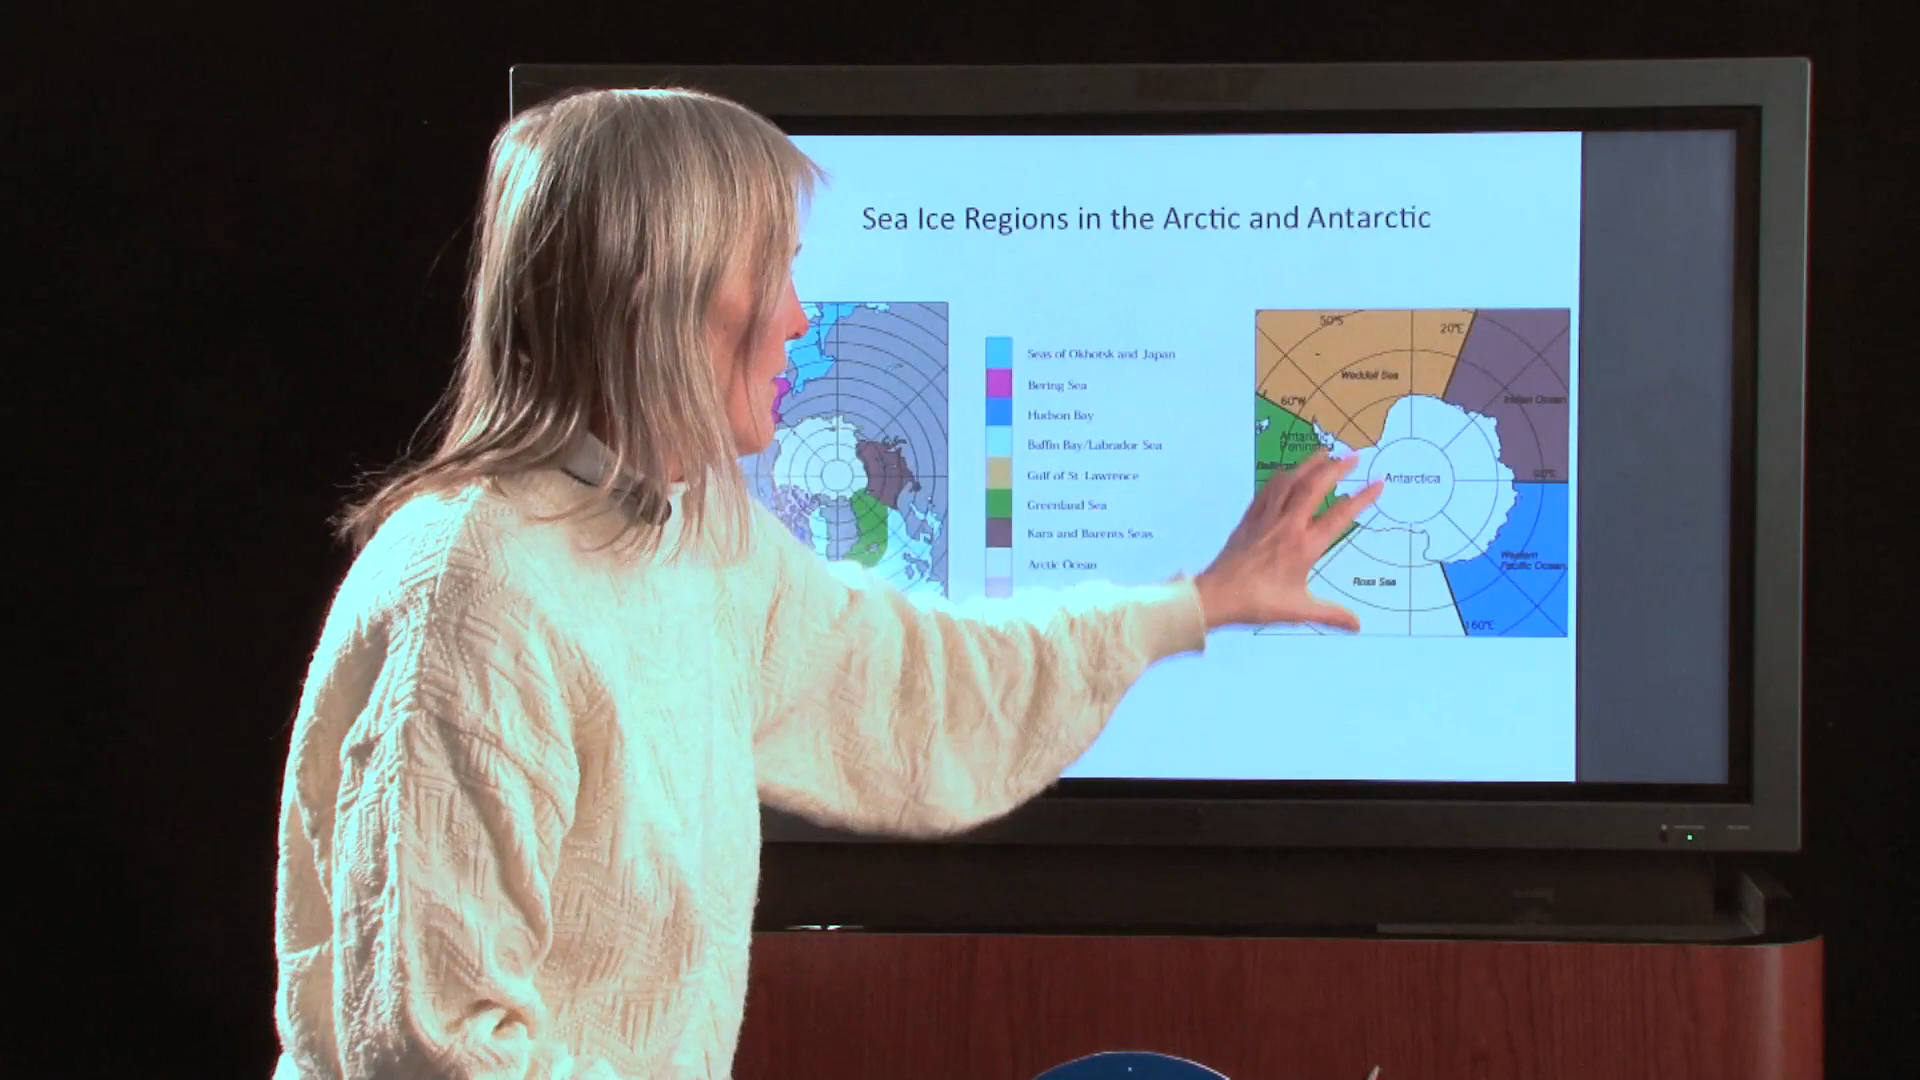 Sea Ice Regions in the Arctic and Antarctic
Seas of Okhotsk and Japan
Bering Sea
Hudson Bay
Baffin Bay/Labrador Sea
Gulf of St. Lawrence
Greenland Sea
Kara and Barents Seas
Arctic Ocean
50°S
20°E
Weddell Sea
60°W
Indian Ocean
Antarctic
Peninsula
Antarctica
90°E
Western
Pacific Ocean
Ross Sea
160°E